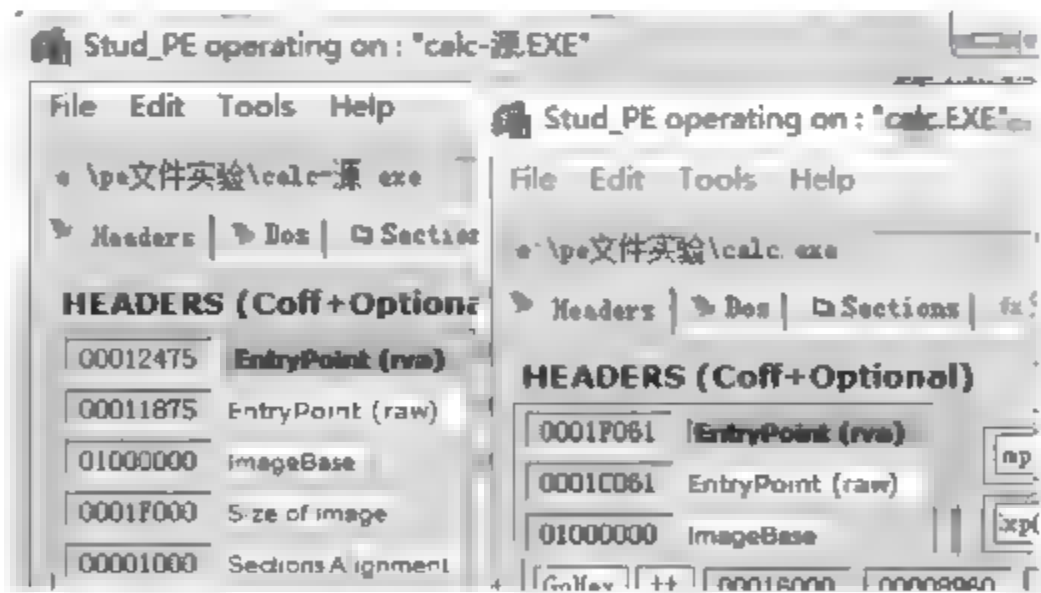 Stud_PE operating on : "calc-源.EXE"
File Edit Tools Help
e \pe文件实验\calc-源 exe
Headers Dos Section
HEADERS (Coff+Optiona
00012475 EntryPoint (rva)
00011875 EntryPoint (raw)
01000000 ImageBase
0001F000 Size of image
00001000 Sections Alignment
Stud_PE operating on : "calc.EXE"
File Edit Tools Help
e \pe文件实验\calc exe
Headers Dos Sections
HEADERS (Coff+Optional)
0001F061 EntryPoint (rva)
0001C061 EntryPoint (raw)
01000000 ImageBase
GoHex ++ 00016000